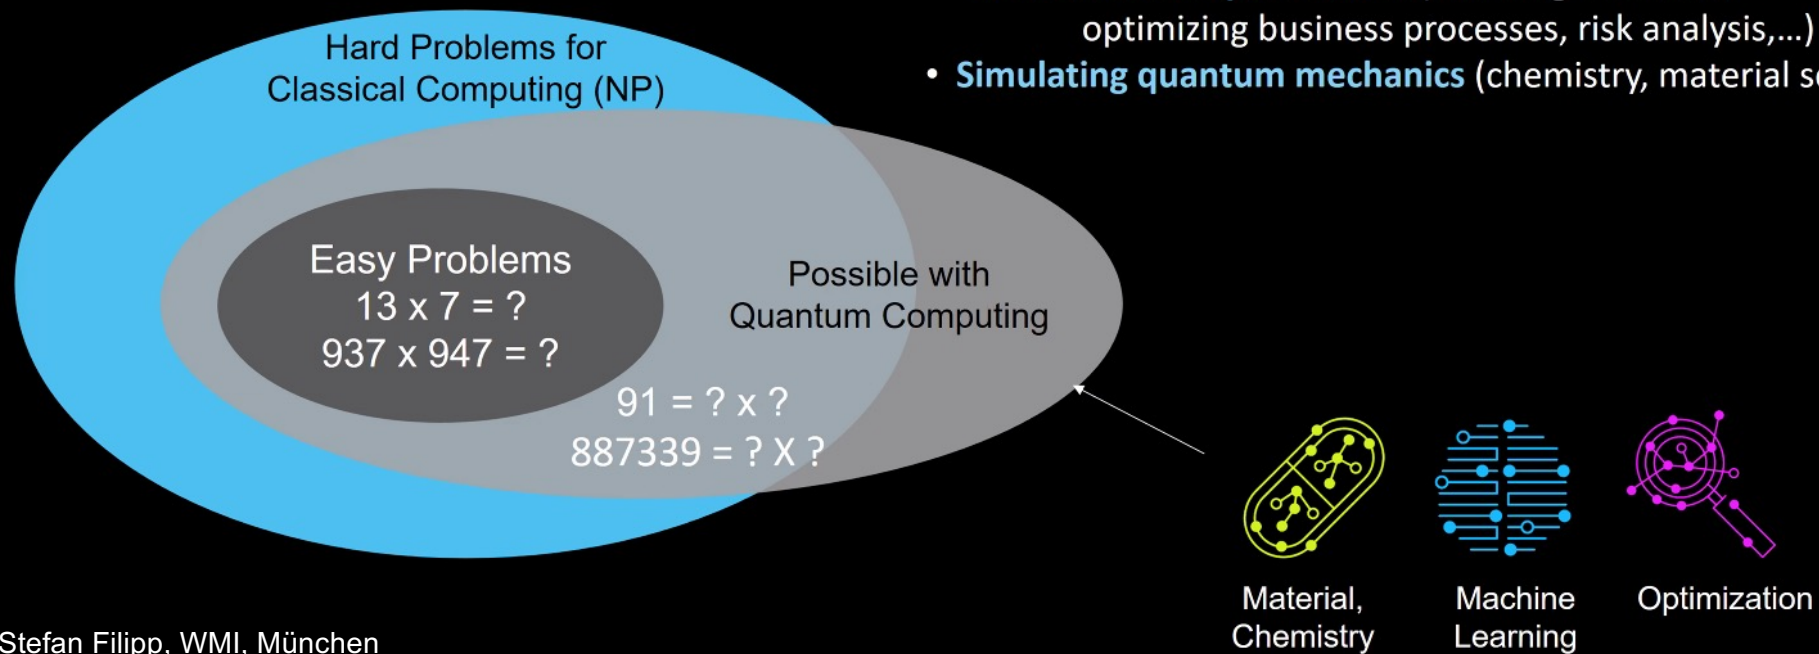 optimizing business processes, risk analysis,...)
• Simulating quantum mechanics (chemistry, material
Hard Problems for
Classical Computing (NP)
Easy Problems
13 x 7 = ?
937 x 947 = ?
Possible with
Quantum Computing
91 = ? x ?
887339 = ? X ?
Material,
Chemistry
Machine
Learning
Optimization
Stefan Filipp, WMI, München